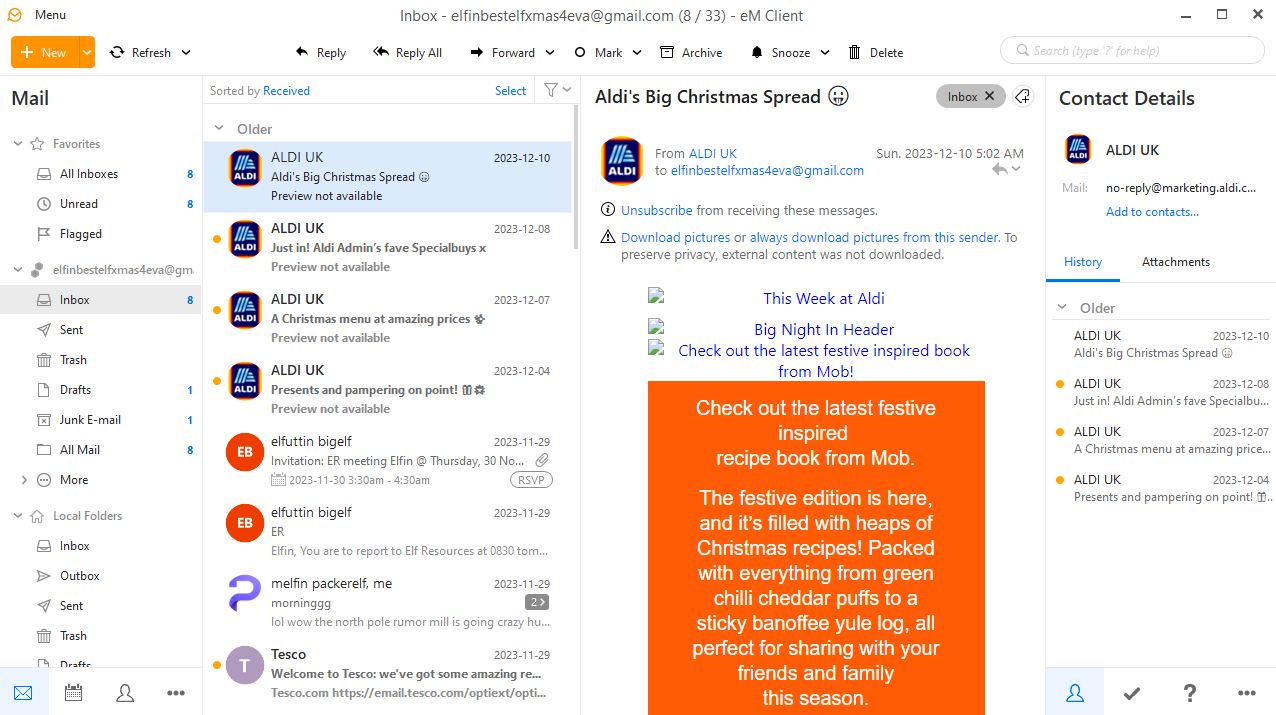 Menu
Inbox - elfinbestelfxmas4eva@gmail.com (8 / 33) - eM Client
New
Refresh
Reply
Reply All
Forward
Mark
Archive
Snooze
Delete
Search (type '?' for help)
Mail
Favorites
All Inboxes 8
Unread 8
Flagged
elfinbestelfxmas4eva@gm
Inbox 8
Sent
Trash
Drafts 1
Junk E-mail 1
All Mail 8
More
Local Folders
Inbox
Outbox
Sent
Trash
Drafts
Sorted by Received
Select
Older
ALDI
ALDI UK 2023-12-10
Aldi's Big Christmas Spread
Preview not available
ALDI
ALDI UK 2023-12-08
Just in! Aldi Admin's fave Specialbuys x
Preview not available
ALDI
ALDI UK 2023-12-07
A Christmas menu at amazing prices
Preview not available
ALDI
ALDI UK 2023-12-04
Presents and pampering on point!
Preview not available
EB
elfuttin bigelf 2023-11-29
Invitation: ER meeting Elfin @ Thursday, 30 No...
2023-11-30 3:30am - 4:30am RSVP
EB
elfuttin bigelf 2023-11-29
ER
Elfin, You are to report to Elf Resources at 0830 tom...
melfin packerelf, me 2023-11-29
morninggg 2
lol wow the north pole rumor mill is going crazy hu...
T
Tesco 2023-11-29
Welcome to Tesco: we've got some amazing re...
Tesco.com https://email.tesco.com/optiext/opti...
Aldi's Big Christmas Spread
Inbox
ALDI
From ALDI UK Sun. 2023-12-10 5:02 AM
to elfinbestelfxmas4eva@gmail.com
Unsubscribe from receiving these messages.
Download pictures or always download pictures from this sender. To
preserve privacy, external content was not downloaded.
This Week at Aldi
Big Night In Header
Check out the latest festive inspired book
from Mob!
Check out the latest festive
inspired
recipe book from Mob.
The festive edition is here,
and it's filled with heaps of
Christmas recipes! Packed
with everything from green
chilli cheddar puffs to a
sticky banoffee yule log, all
perfect for sharing with your
friends and family
this season.
Contact Details
ALDI
ALDI UK
Mail: no-reply@marketing.aldi.c...
Add to contacts...
History
Attachments
Older
ALDI UK 2023-12-10
Aldi's Big Christmas Spread
ALDI UK 2023-12-08
Just in! Aldi Admin's fave Specialbu...
ALDI UK 2023-12-07
A Christmas menu at amazing price...
ALDI UK 2023-12-04
Presents and pampering on point! ..